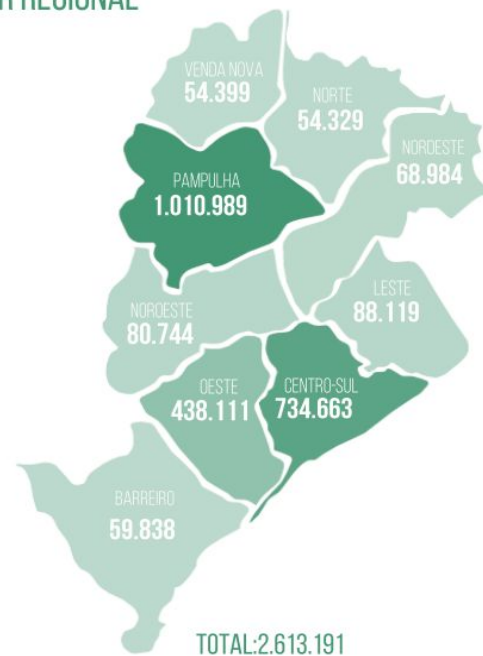 REGIONAL
VENDA NOVA
54.399
NORTE
54.329
NORDESTE
68.984
PAMPULHA
1.010.989
LESTE
88.119
NOROESTE
80.744
OESTE
438.111
CENTRO-SUL
734.663
BARREIRO
59.838
TOTAL:2.613.191